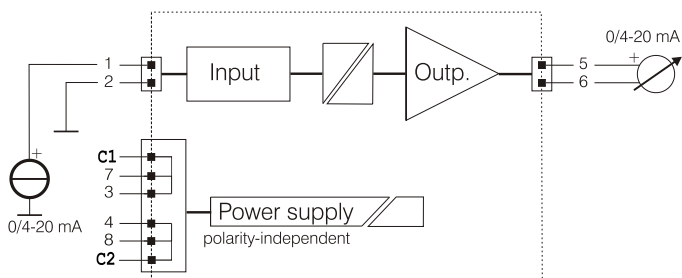 0/4-20 mA
1
2
Input
Outp.
5
6
+
+
C1
7
3
4
8
C2
0/4-20 mA
Power supply
polarity-independent